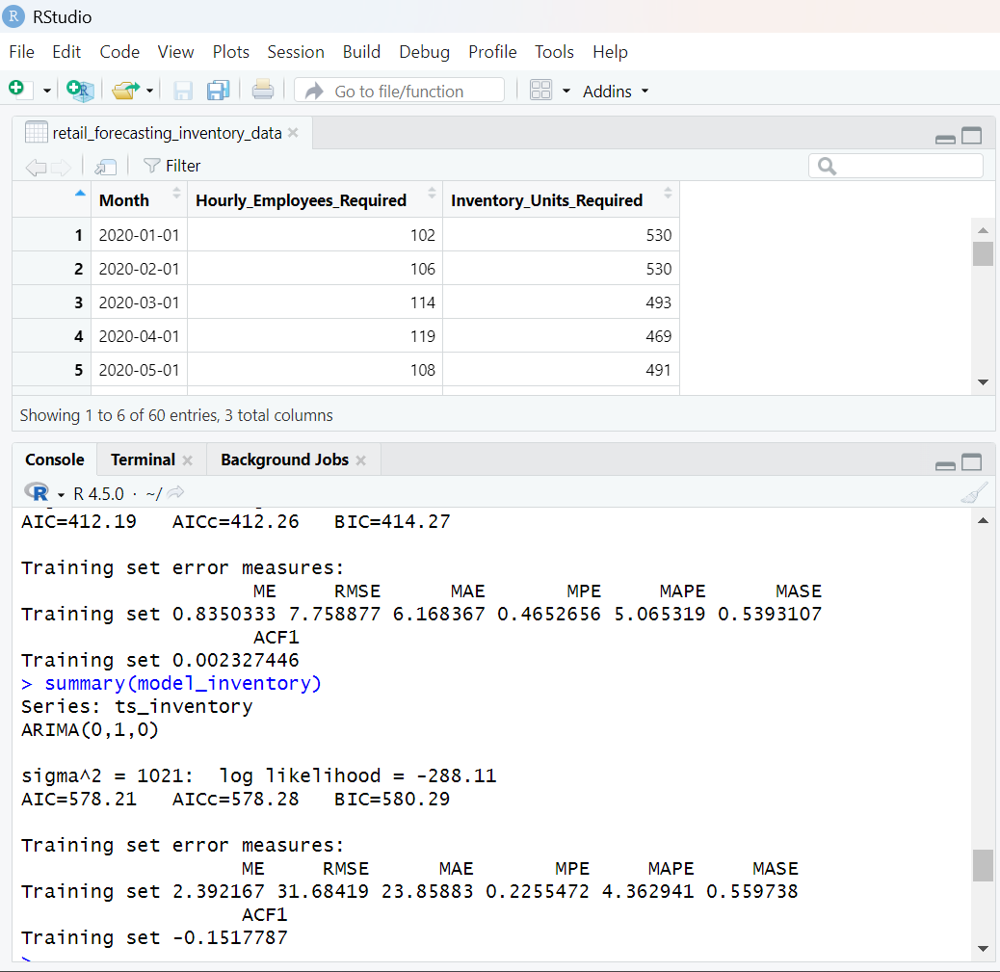 R RStudio
File Edit Code View Plots Session Build Debug Profile Tools Help
R Go to file/function Addins
retail_forecasting_inventory_data
Filter
Month Hourly_Employees_Required Inventory_Units_Required
1 2020-01-01 102 530
2 2020-02-01 106 530
3 2020-03-01 114 493
4 2020-04-01 119 469
5 2020-05-01 108 491
Showing 1 to 6 of 60 entries, 3 total columns
Console Terminal Background Jobs
R R 4.5.0 · ~/
AIC=412.19 AICc=412.26 BIC=414.27
Training set error measures:
ME RMSE MAE MPE MAPE MASE
Training set 0.8350333 7.758877 6.168367 0.4652656 5.065319 0.5393107
ACF1
Training set 0.002327446
> summary(model_inventory)
Series: ts_inventory
ARIMA(0,1,0)
sigma^2 = 1021: log likelihood = -288.11
AIC=578.21 AICc=578.28 BIC=580.29
Training set error measures:
ME RMSE MAE MPE MAPE MASE
Training set 2.392167 31.68419 23.85883 0.2255472 4.362941 0.559738
ACF1
Training set -0.1517787
>